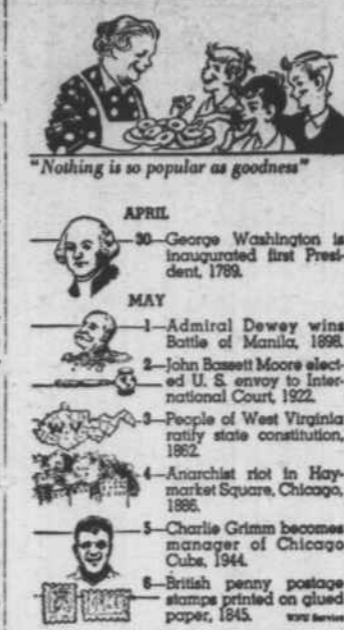 "Nothing is so popular as goodness"
APRIL
30—George Washington is
inaugurated first Presi-
dent, 1789.
MAY
1—Admiral Dewey wins
Battle of Manila, 1898.
2—John Bassett Moore elect-
ed U. S. envoy to Inter-
national Court, 1922.
W V
3—People of West Virginia
ratify state constitution,
1862.
4—Anarchist riot in Hay-
market Square, Chicago,
1886.
5—Charlie Grimm becomes
manager of Chicago
Cubs, 1944.
6—British penny postage
stamps printed on glued
paper, 1845.
WNU Service